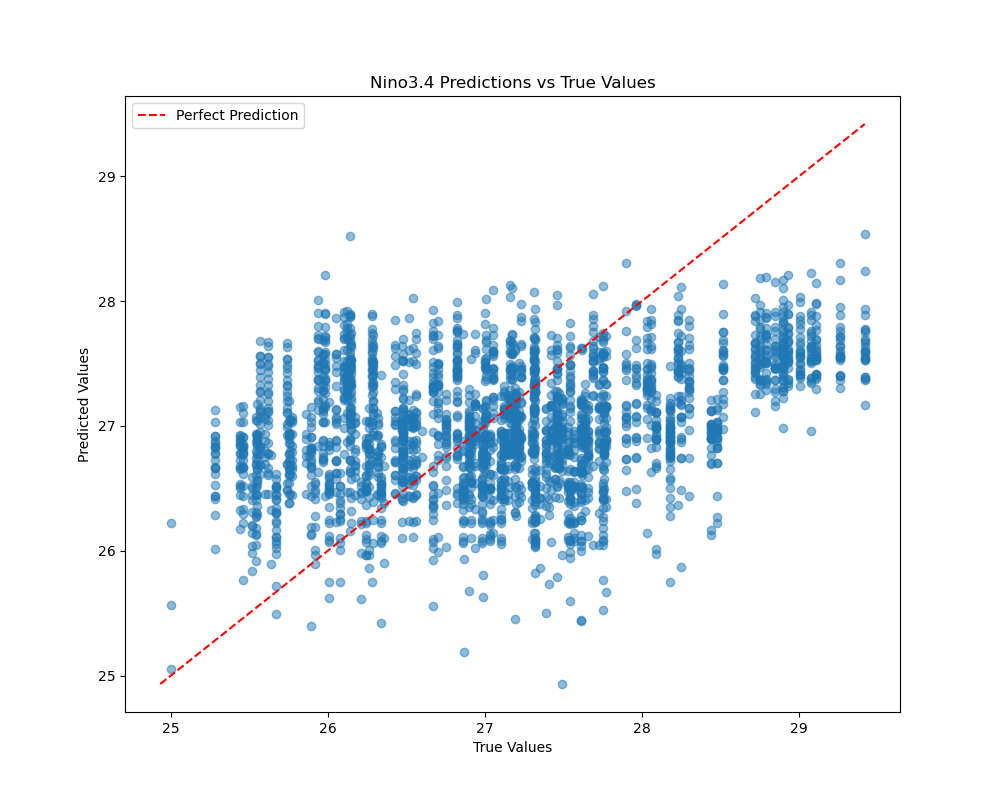 Nino3.4 Predictions vs True Values
Perfect Prediction
29
28
27
26
25
Predicted Values
25 26 27 28 29
True Values